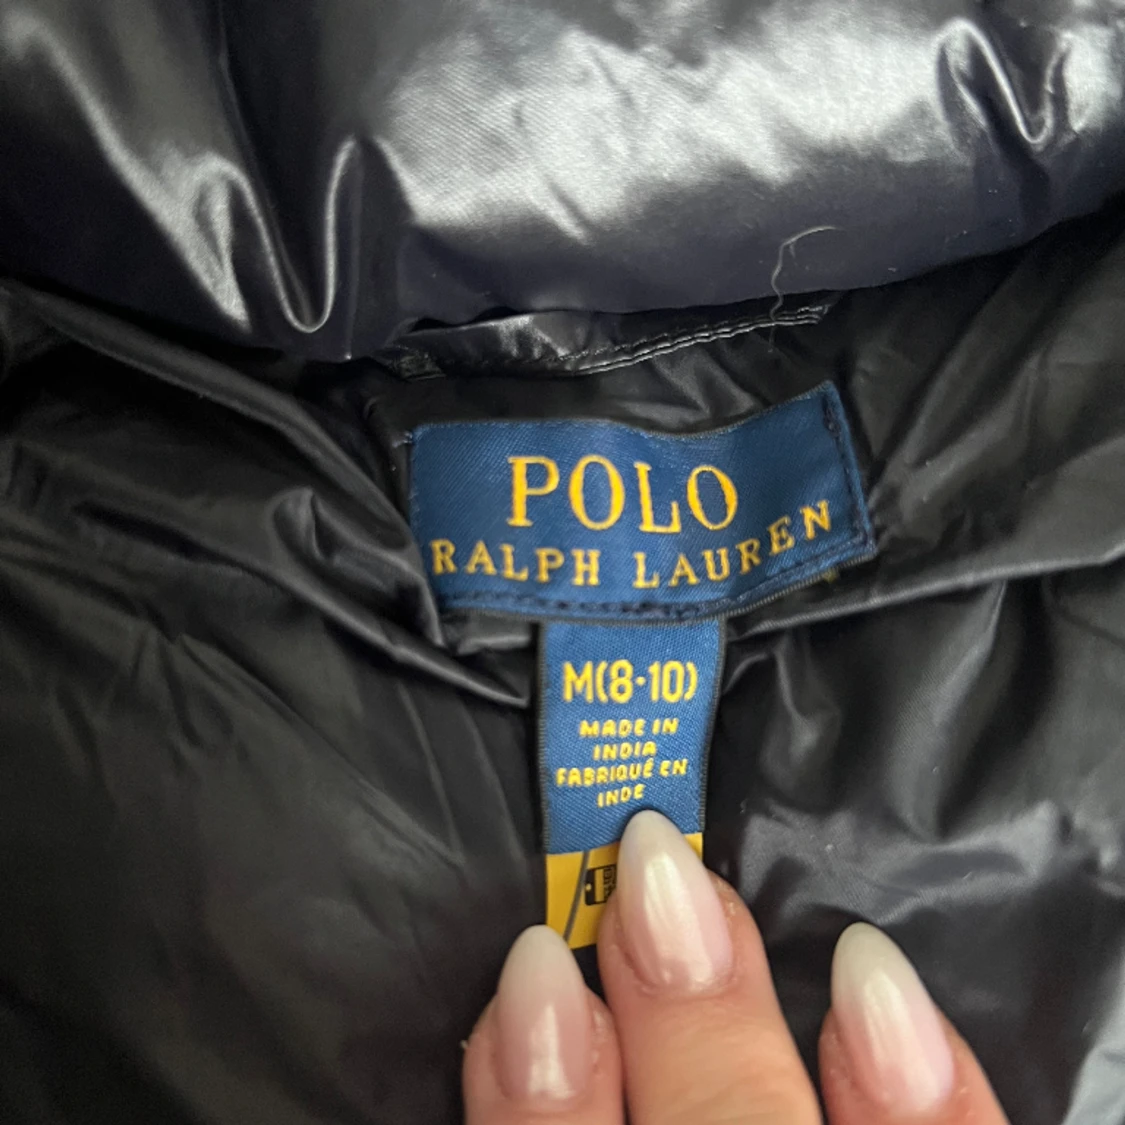 POLO
RALPH LAUREN
M(8-10)
MADE IN
INDIA
FABRIQUÉ EN
INDE